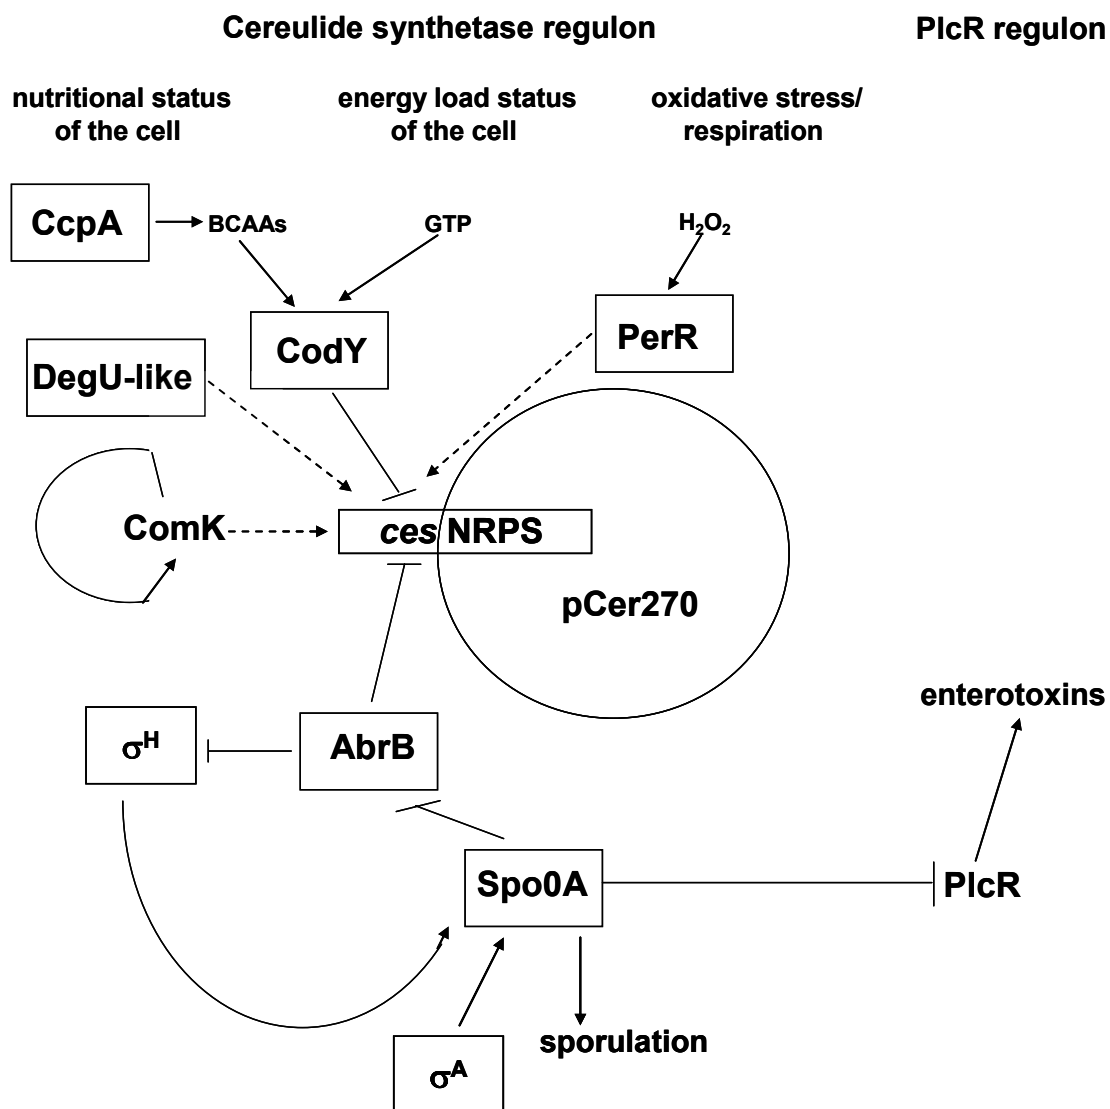 Cereulide synthetase regulon
PlcR regulon
nutritional status
of the cell
energy load status
of the cell
oxidative stress/
respiration
CcpA
BCAAs
GTP
H₂O₂
CodY
PerR
DegU-like
ComK
ces NRPS
pCer270
enterotoxins
σᴴ
AbrB
Spo0A
PlcR
sporulation
σᴬ